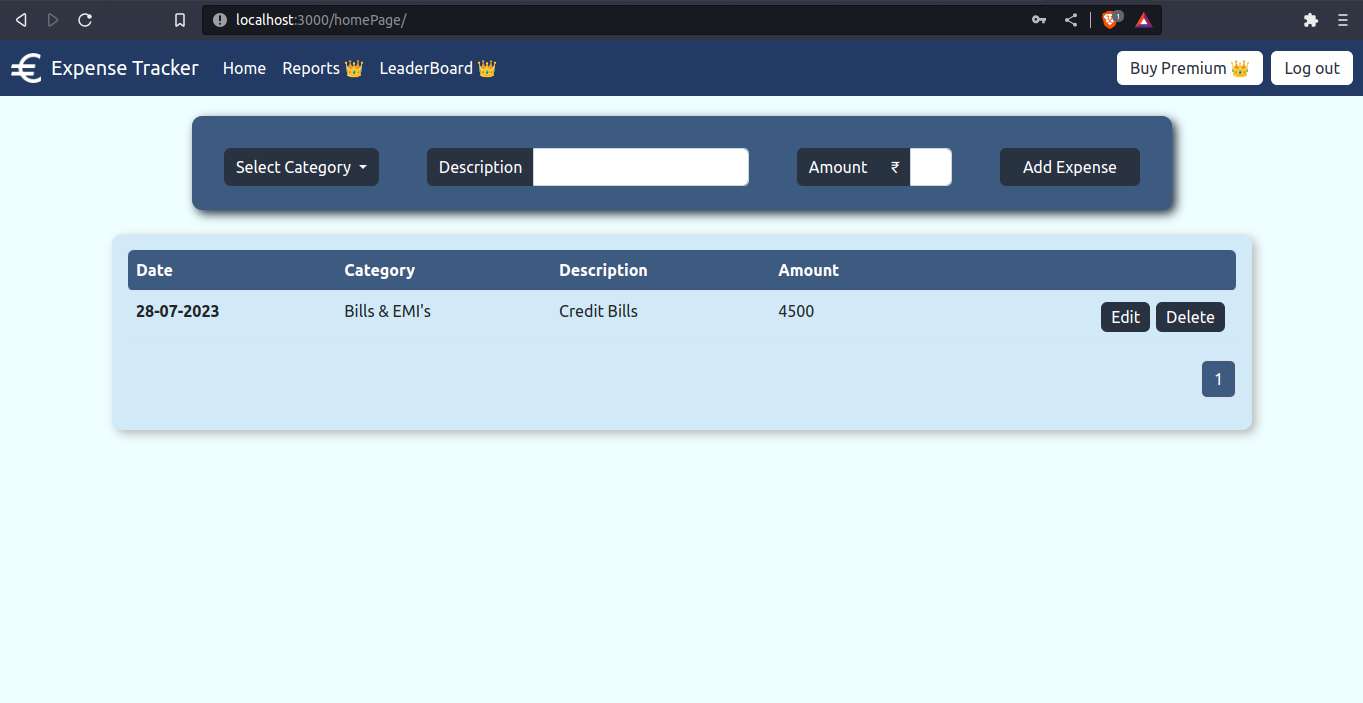 localhost:3000/homePage/
1
€ Expense Tracker Home Reports 👑 LeaderBoard 👑 Buy Premium 👑 Log out
Select Category Description Amount ₹ Add Expense
Date Category Description Amount
28-07-2023 Bills & EMI's Credit Bills 4500 Edit Delete
1